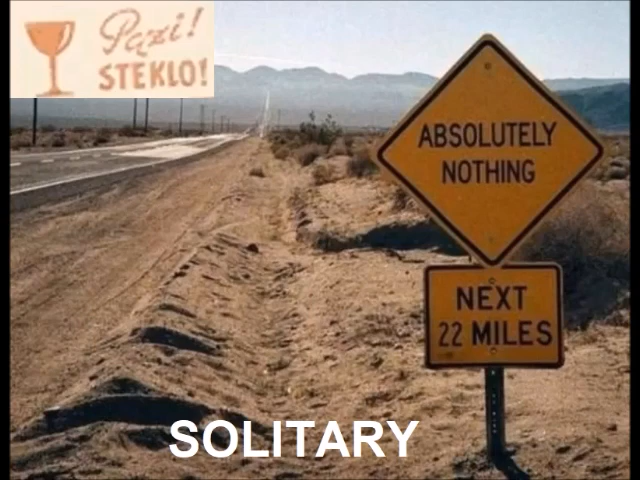 Pazi!
STEKLO!
ABSOLUTELY
NOTHING
NEXT
22 MILES
SOLITARY